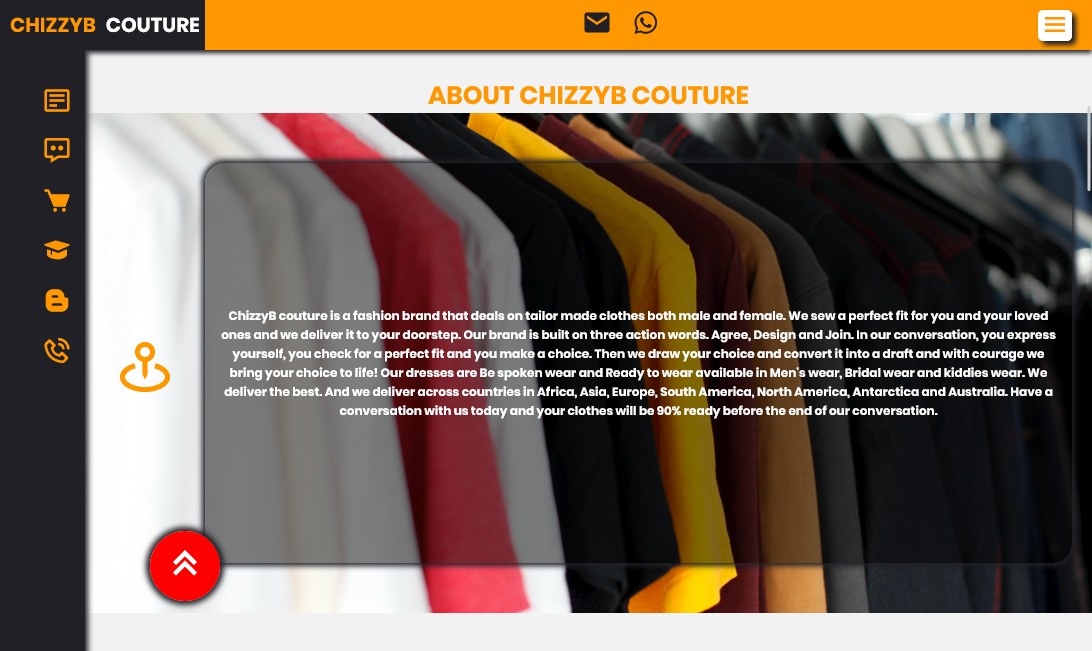 CHIZZYB COUTURE
ABOUT CHIZZYB COUTURE
ChizzyB couture is a fashion brand that deals on tailor made clothes both male and female. We sew a perfect fit for you and your loved
ones and we deliver it to your doorstep. Our brand is built on three action words. Agree, Design and Join. In our conversation, you express
yourself, you check for a perfect fit and you make a choice. Then we draw your choice and convert it into a draft and with courage we
bring your choice to life! Our dresses are Be spoken wear and Ready to wear available in Men's wear, Bridal wear and kiddies wear. We
deliver the best. And we deliver across countries in Africa, Asia, Europe, South America, North America, Antarctica and Australia. Have a
conversation with us today and your clothes will be 90% ready before the end of our conversation.